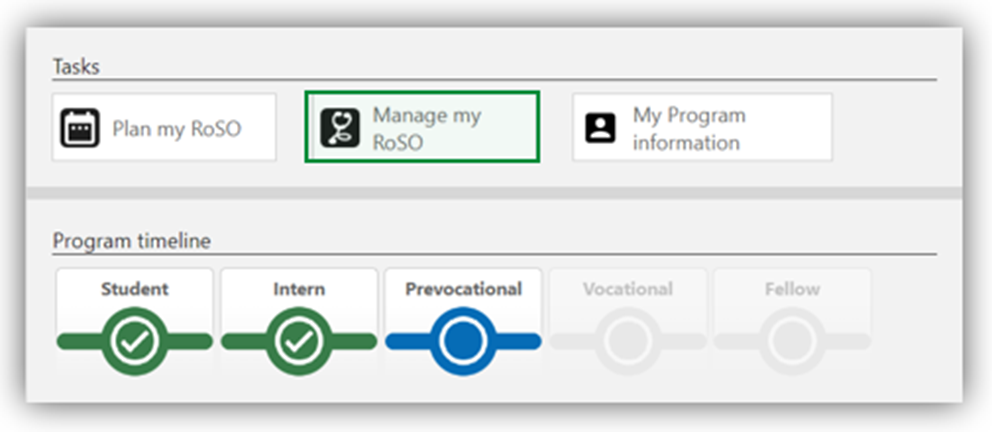 Tasks
Plan my RoSO
Manage my
RoSO
My Program
information
Program timeline
Student
Intern
Prevocational
Vocational
Fellow